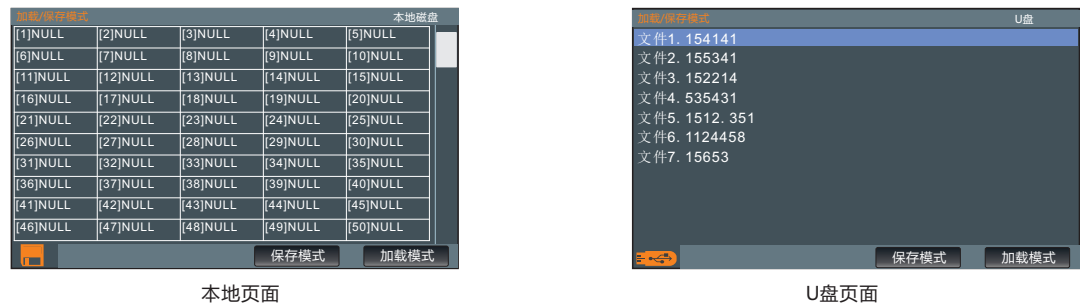 加载/保存模式 本地磁盘
[1]NULL [2]NULL [3]NULL [4]NULL [5]NULL
[6]NULL [7]NULL [8]NULL [9]NULL [10]NULL
[11]NULL [12]NULL [13]NULL [14]NULL [15]NULL
[16]NULL [17]NULL [18]NULL [19]NULL [20]NULL
[21]NULL [22]NULL [23]NULL [24]NULL [25]NULL
[26]NULL [27]NULL [28]NULL [29]NULL [30]NULL
[31]NULL [32]NULL [33]NULL [34]NULL [35]NULL
[36]NULL [37]NULL [38]NULL [39]NULL [40]NULL
[41]NULL [42]NULL [43]NULL [44]NULL [45]NULL
[46]NULL [47]NULL [48]NULL [49]NULL [50]NULL
保存模式 加载模式
本地页面
加载/保存模式 U盘
文件1. 154141
文件2. 155341
文件3. 152214
文件4. 535431
文件5. 1512. 351
文件6. 1124458
文件7. 15653
保存模式 加载模式
U盘页面